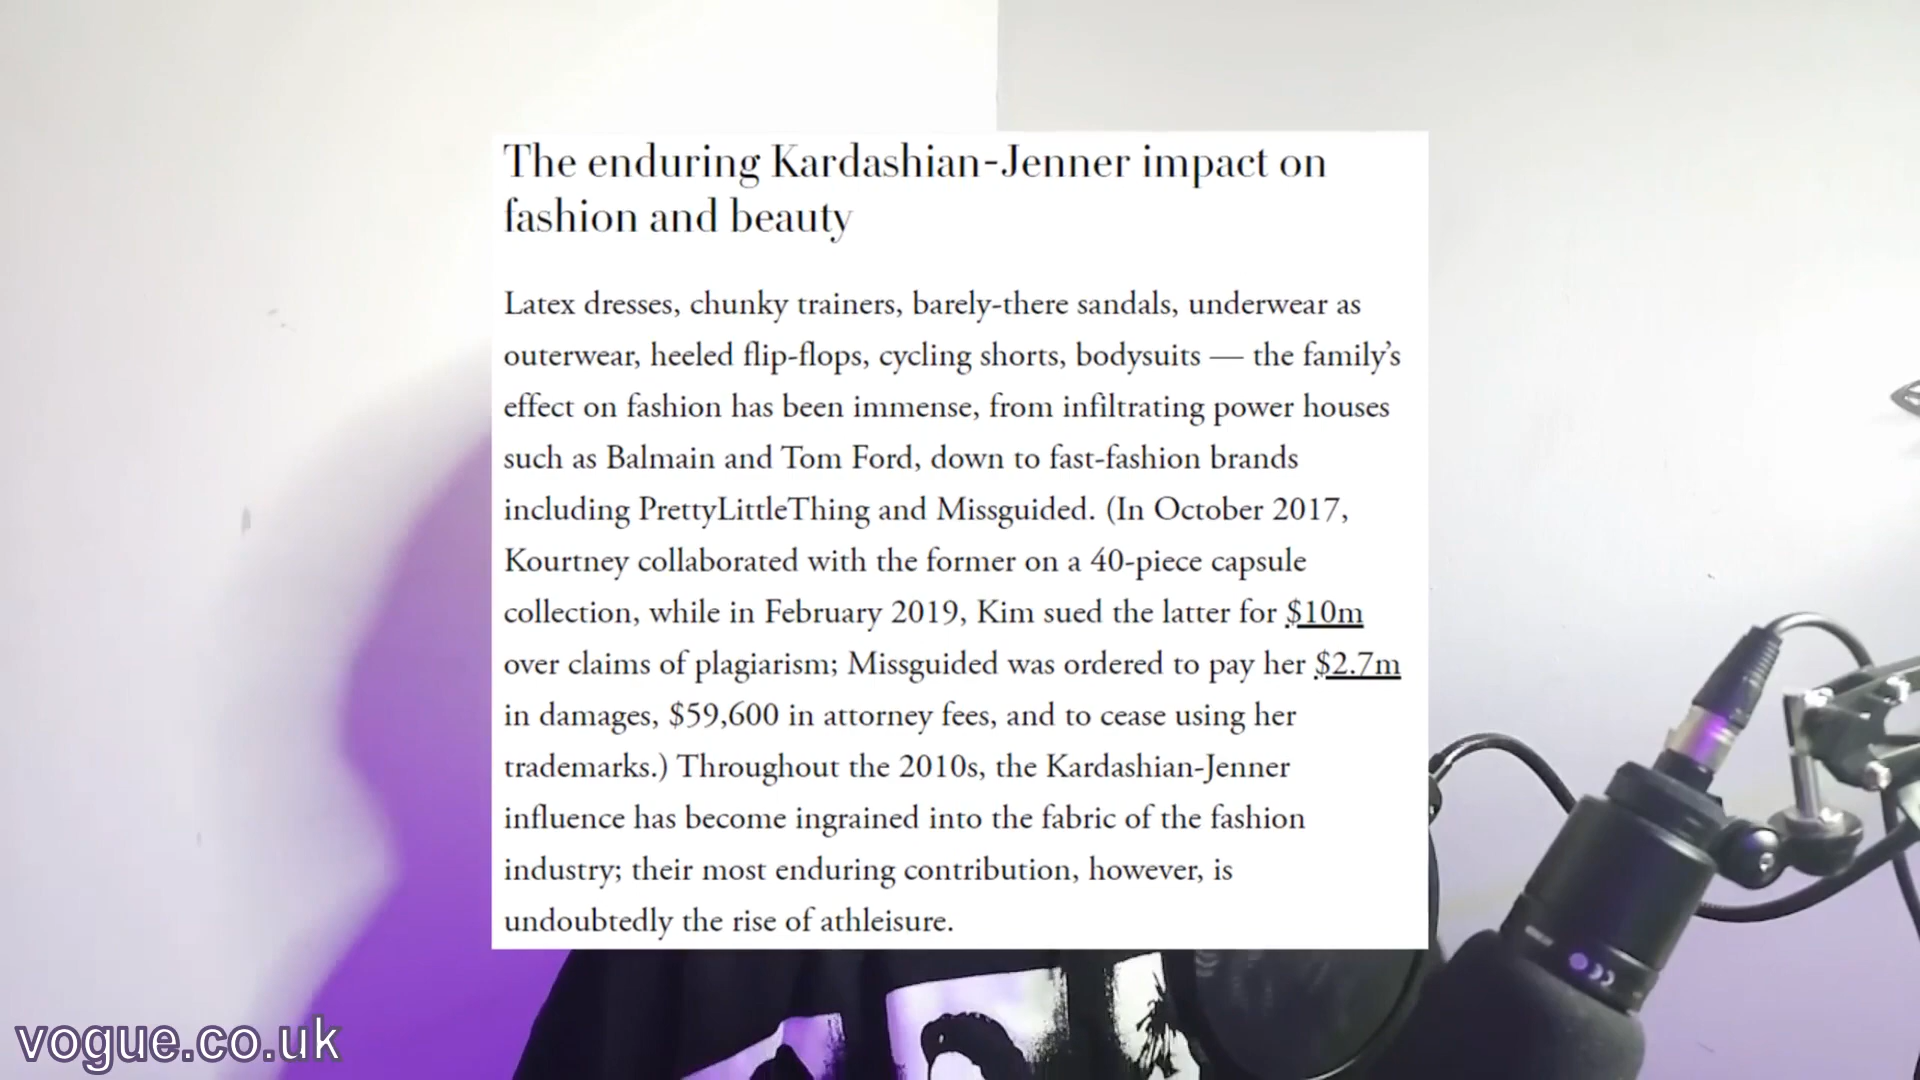 The enduring Kardashian-Jenner impact on
fashion and beauty
Latex dresses, chunky trainers, barely-there sandals, underwear as
outerwear, heeled flip-flops, cycling shorts, bodysuits — the family’s
effect on fashion has been immense, from infiltrating power houses
such as Balmain and Tom Ford, down to fast-fashion brands
including PrettyLittleThing and Missguided. (In October 2017,
Kourtney collaborated with the former on a 40-piece capsule
collection, while in February 2019, Kim sued the latter for $10m
over claims of plagiarism; Missguided was ordered to pay her $2.7m
in damages, $59,600 in attorney fees, and to cease using her
trademarks.) Throughout the 2010s, the Kardashian-Jenner
influence has become ingrained into the fabric of the fashion
industry; their most enduring contribution, however, is
undoubtedly the rise of athleisure.
vogue.co.uk